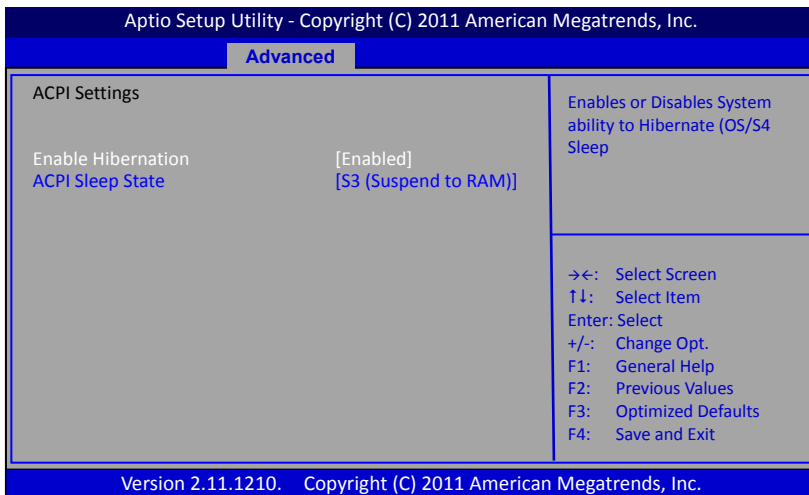 Aptio Setup Utility - Copyright (C) 2011 American Megatrends, Inc.
Advanced
ACPI Settings
Enable Hibernation [Enabled]
ACPI Sleep State [S3 (Suspend to RAM)]
Enables or Disables System
ability to Hibernate (OS/S4
Sleep
→←: Select Screen
↑↓: Select Item
Enter: Select
+/-: Change Opt.
F1: General Help
F2: Previous Values
F3: Optimized Defaults
F4: Save and Exit
Version 2.11.1210. Copyright (C) 2011 American Megatrends, Inc.